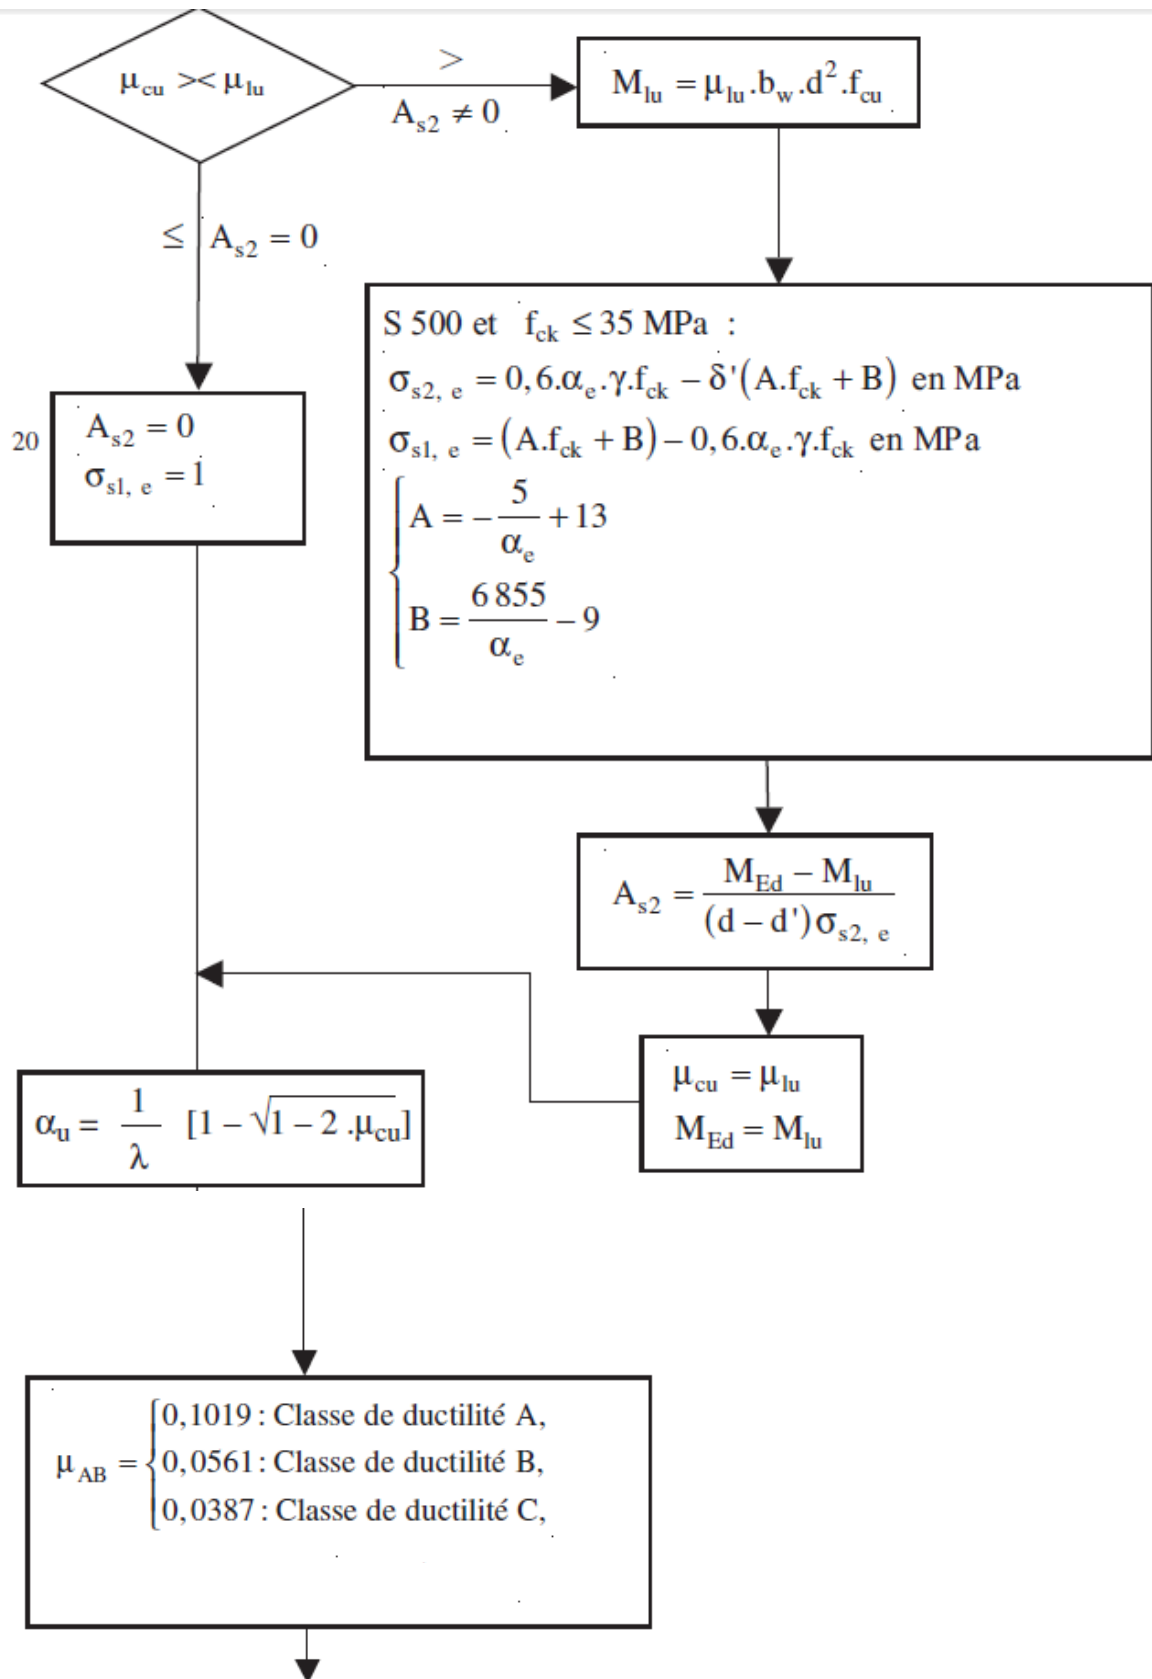 μcu >< μlu
>
As2 ≠ 0
Mlu = μlu.bw.d².fcu
≤ As2 = 0
S 500 et fck ≤ 35 MPa :
σs2, e = 0,6.αe.γ.fck – δ'(A.fck + B) en MPa
σs1, e = (A.fck + B) – 0,6.αe.γ.fck en MPa
A = – 5/αe + 13
B = 6 855/αe – 9
20
As2 = 0
σs1, e = 1
As2 = (MEd – Mlu)/((d – d')σs2, e)
μcu = μlu
MEd = Mlu
αu = 1/λ [1 – √1 – 2 .μcu]
μAB = { 0,1019 : Classe de ductilité A,
0,0561 : Classe de ductilité B,
0,0387 : Classe de ductilité C,